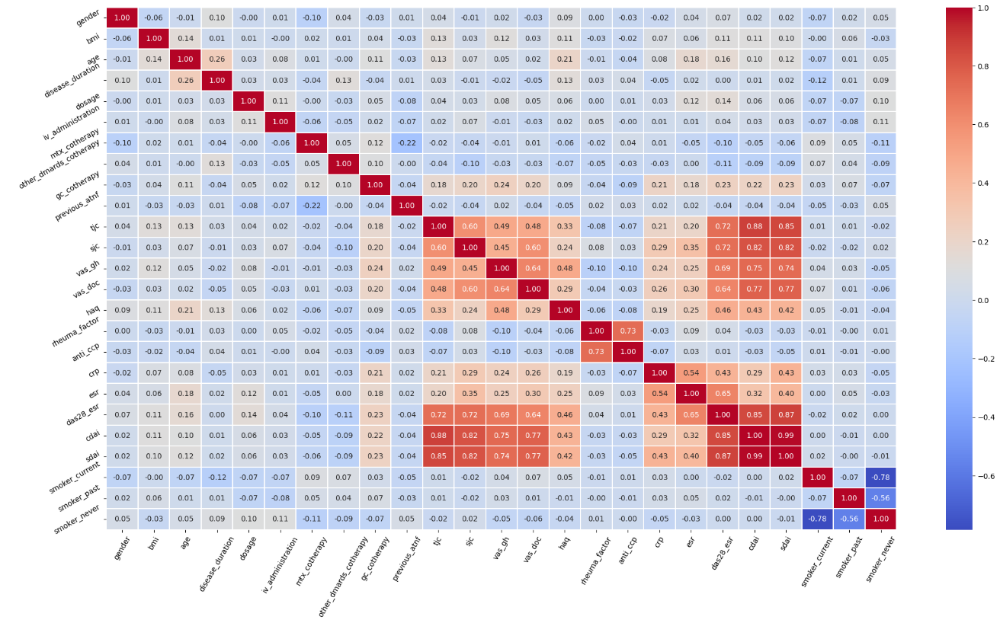 gender 1.00 -0.06 -0.01 0.10 -0.00 0.01 -0.10 0.04 -0.03 0.01 0.04 -0.01 0.02 -0.03 0.09 0.00 -0.03 -0.02 0.04 0.07 0.02 0.02 -0.07 0.02 0.05
bmi -0.06 1.00 0.14 0.01 0.01 -0.00 0.02 0.01 0.04 -0.03 0.13 0.03 0.12 0.03 0.11 -0.03 -0.02 0.07 0.06 0.11 0.11 0.10 -0.00 0.06 -0.03
age -0.01 0.14 1.00 0.26 0.03 0.08 0.01 -0.00 0.11 -0.03 0.13 0.07 0.05 0.02 0.21 -0.01 -0.04 0.08 0.18 0.16 0.10 0.12 -0.07 0.01 0.05
disease_duration 0.10 0.01 0.26 1.00 0.03 0.03 -0.04 0.13 -0.04 0.01 0.03 -0.01 -0.02 -0.05 0.13 0.03 0.04 -0.05 0.02 0.00 0.01 0.02 -0.12 0.01 0.09
dosage -0.00 0.01 0.03 0.03 1.00 0.11 -0.00 -0.03 0.05 -0.08 0.04 0.03 0.08 0.05 0.06 0.00 0.01 0.03 0.12 0.14 0.06 0.06 -0.07 -0.07 0.10
iv_administration 0.01 -0.00 0.08 0.03 0.11 1.00 -0.06 -0.05 0.02 -0.07 0.02 0.07 -0.01 -0.03 0.02 0.05 -0.00 0.01 0.01 0.04 0.03 0.03 -0.07 -0.08 0.11
mtx_cotherapy -0.10 0.02 0.01 -0.04 -0.00 -0.06 1.00 0.05 0.12 -0.22 -0.02 -0.04 -0.01 0.01 -0.06 -0.02 0.04 0.01 -0.05 -0.10 -0.05 -0.06 0.09 0.05 -0.11
other_dmards_cotherapy 0.04 0.01 -0.00 0.13 -0.03 -0.05 0.05 1.00 0.10 -0.00 -0.04 -0.10 -0.03 -0.03 -0.07 -0.05 -0.03 -0.03 0.00 -0.11 -0.09 -0.09 0.07 0.04 -0.09
gc_cotherapy -0.03 0.04 0.11 -0.04 0.05 0.02 0.12 0.10 1.00 -0.04 0.18 0.20 0.24 0.20 0.09 -0.04 -0.09 0.21 0.18 0.23 0.22 0.23 0.03 0.07 -0.07
previous_atnf 0.01 -0.03 -0.03 0.01 -0.08 -0.07 -0.22 -0.00 -0.04 1.00 -0.02 -0.04 0.02 -0.04 -0.05 0.02 0.03 0.02 0.02 -0.04 -0.04 -0.04 -0.05 -0.03 0.05
tjc 0.04 0.13 0.13 0.03 0.04 0.02 -0.02 -0.04 0.18 -0.02 1.00 0.60 0.49 0.48 0.33 -0.08 -0.07 0.21 0.20 0.72 0.88 0.85 0.01 0.01 -0.02
sjc -0.01 0.03 0.07 -0.01 0.03 0.07 -0.04 -0.10 0.20 -0.04 0.60 1.00 0.45 0.60 0.24 0.08 0.03 0.29 0.35 0.72 0.82 0.82 -0.02 -0.02 0.02
vas_gh 0.02 0.12 0.05 -0.02 0.08 -0.01 -0.01 -0.03 0.24 0.02 0.49 0.45 1.00 0.64 0.48 -0.10 -0.10 0.24 0.25 0.69 0.75 0.74 0.04 0.03 -0.05
vas_doc -0.03 0.03 0.02 -0.05 0.05 -0.03 0.01 -0.03 0.20 -0.04 0.48 0.60 0.64 1.00 0.29 -0.04 -0.03 0.26 0.30 0.64 0.77 0.77 0.07 0.01 -0.06
haq 0.09 0.11 0.21 0.13 0.06 0.02 -0.06 -0.07 0.09 -0.05 0.33 0.24 0.48 0.29 1.00 -0.06 -0.08 0.19 0.25 0.46 0.43 0.42 0.05 -0.01 -0.04
rheuma_factor 0.00 -0.03 -0.01 0.03 0.00 0.05 -0.02 -0.05 -0.04 0.02 -0.08 0.08 -0.10 -0.04 -0.06 1.00 0.73 -0.03 0.09 0.04 -0.03 -0.03 -0.01 -0.00 0.01
anti_ccp -0.03 -0.02 -0.04 0.04 0.01 -0.00 0.04 -0.03 -0.09 0.03 -0.07 0.03 -0.10 -0.03 -0.08 0.73 1.00 -0.07 0.03 0.01 -0.03 -0.05 0.01 -0.01 -0.00
crp -0.02 0.07 0.08 -0.05 0.03 0.01 0.01 -0.03 0.21 0.02 0.21 0.29 0.24 0.26 0.19 -0.03 -0.07 1.00 0.54 0.43 0.29 0.43 0.03 0.03 -0.05
esr 0.04 0.06 0.18 0.02 0.12 0.01 -0.05 0.00 0.18 0.02 0.20 0.35 0.25 0.30 0.25 0.09 0.03 0.54 1.00 0.65 0.32 0.40 0.00 0.05 -0.03
das28_esr 0.07 0.11 0.16 0.00 0.14 0.04 -0.10 -0.11 0.23 -0.04 0.72 0.72 0.69 0.64 0.46 0.04 0.01 0.43 0.65 1.00 0.85 0.87 -0.02 0.02 0.00
cdai 0.02 0.11 0.10 0.01 0.06 0.03 -0.05 -0.09 0.22 -0.04 0.88 0.82 0.75 0.77 0.43 -0.03 -0.03 0.29 0.32 0.85 1.00 0.99 0.00 -0.01 0.00
sdai 0.02 0.10 0.12 0.02 0.06 0.03 -0.06 -0.09 0.23 -0.04 0.85 0.82 0.74 0.77 0.42 -0.03 -0.05 0.43 0.40 0.87 0.99 1.00 0.02 -0.00 -0.01
smoker_current -0.07 -0.00 -0.07 -0.12 -0.07 -0.07 0.09 0.07 0.03 -0.05 0.01 -0.02 0.04 0.07 0.05 -0.01 0.01 0.03 0.00 -0.02 0.00 0.02 1.00 -0.07 -0.78
smoker_past 0.02 0.06 0.01 0.01 -0.07 -0.08 0.05 0.04 0.07 -0.03 0.01 -0.02 0.03 0.01 -0.01 -0.00 -0.01 0.03 0.05 0.02 -0.01 -0.00 -0.07 1.00 -0.56
smoker_never 0.05 -0.03 0.05 0.09 0.10 0.11 -0.11 -0.09 -0.07 0.05 -0.02 0.02 -0.05 -0.06 -0.04 0.01 -0.00 -0.05 -0.03 0.00 0.00 -0.01 -0.78 -0.56 1.00
gender bmi age disease_duration dosage iv_administration mtx_cotherapy other_dmards_cotherapy gc_cotherapy previous_atnf tjc sjc vas_gh vas_doc haq rheuma_factor anti_ccp crp esr das28_esr cdai sdai smoker_current smoker_past smoker_never
1.0
0.8
0.6
0.4
0.2
0.0
−0.2
−0.4
−0.6